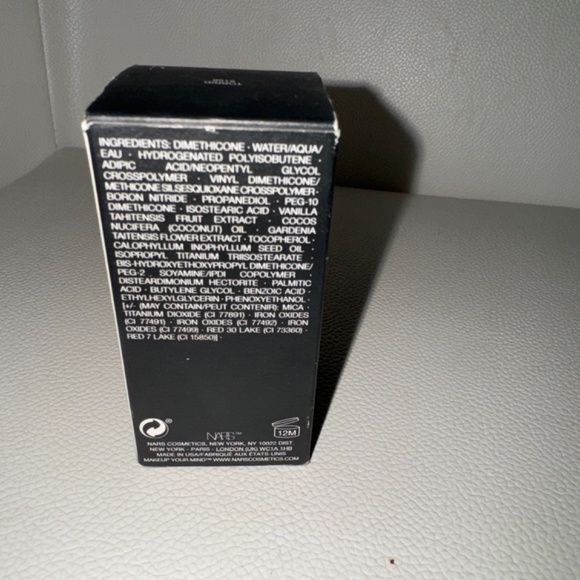 INGREDIENTS: DIMETHICONE · WATER/AQUA/
EAU · HYDROGENATED POLYISOBUTENE ·
ADIPIC ACID/NEOPENTYL GLYCOL
CROSSPOLYMER · VINYL DIMETHICONE/
METHICONE SILSESQUIOXANE CROSSPOLYMER ·
BORON NITRIDE · PROPANEDIOL · PEG-10
DIMETHICONE · ISOSTEARIC ACID · VANILLA
TAHITENSIS FRUIT EXTRACT · COCOS
NUCIFERA (COCONUT) OIL · GARDENIA
TAITENSIS FLOWER EXTRACT · TOCOPHEROL ·
CALOPHYLLUM INOPHYLLUM SEED OIL ·
ISOPROPYL TITANIUM TRIISOSTEARATE ·
BIS-HYDROXYETHOXYPROPYL DIMETHICONE/
PEG-2 SOYAMINE/IPDI COPOLYMER ·
DISTEARDIMONIUM HECTORITE · PALMITIC
ACID · BUTYLENE GLYCOL · BENZOIC ACID ·
ETHYLHEXYLGLYCERIN · PHENOXYETHANOL ·
[+/- (MAY CONTAIN/PEUT CONTENIR): MICA ·
TITANIUM DIOXIDE (CI 77891) · IRON OXIDES
(CI 77491) · IRON OXIDES (CI 77492) · IRON
OXIDES (CI 77499) · RED 30 LAKE (CI 73360) ·
RED 7 LAKE (CI 15850)] ·
12M
NARS™
NARS COSMETICS, NEW YORK, NY 10022 DIST.
NEW YORK · PARIS · LONDON (UK) WC1A 1HB
MADE IN USA/FABRIQUÉ AUX ÉTATS-UNIS
MAKEUP YOUR MIND™ WWW.NARSCOSMETICS.COM